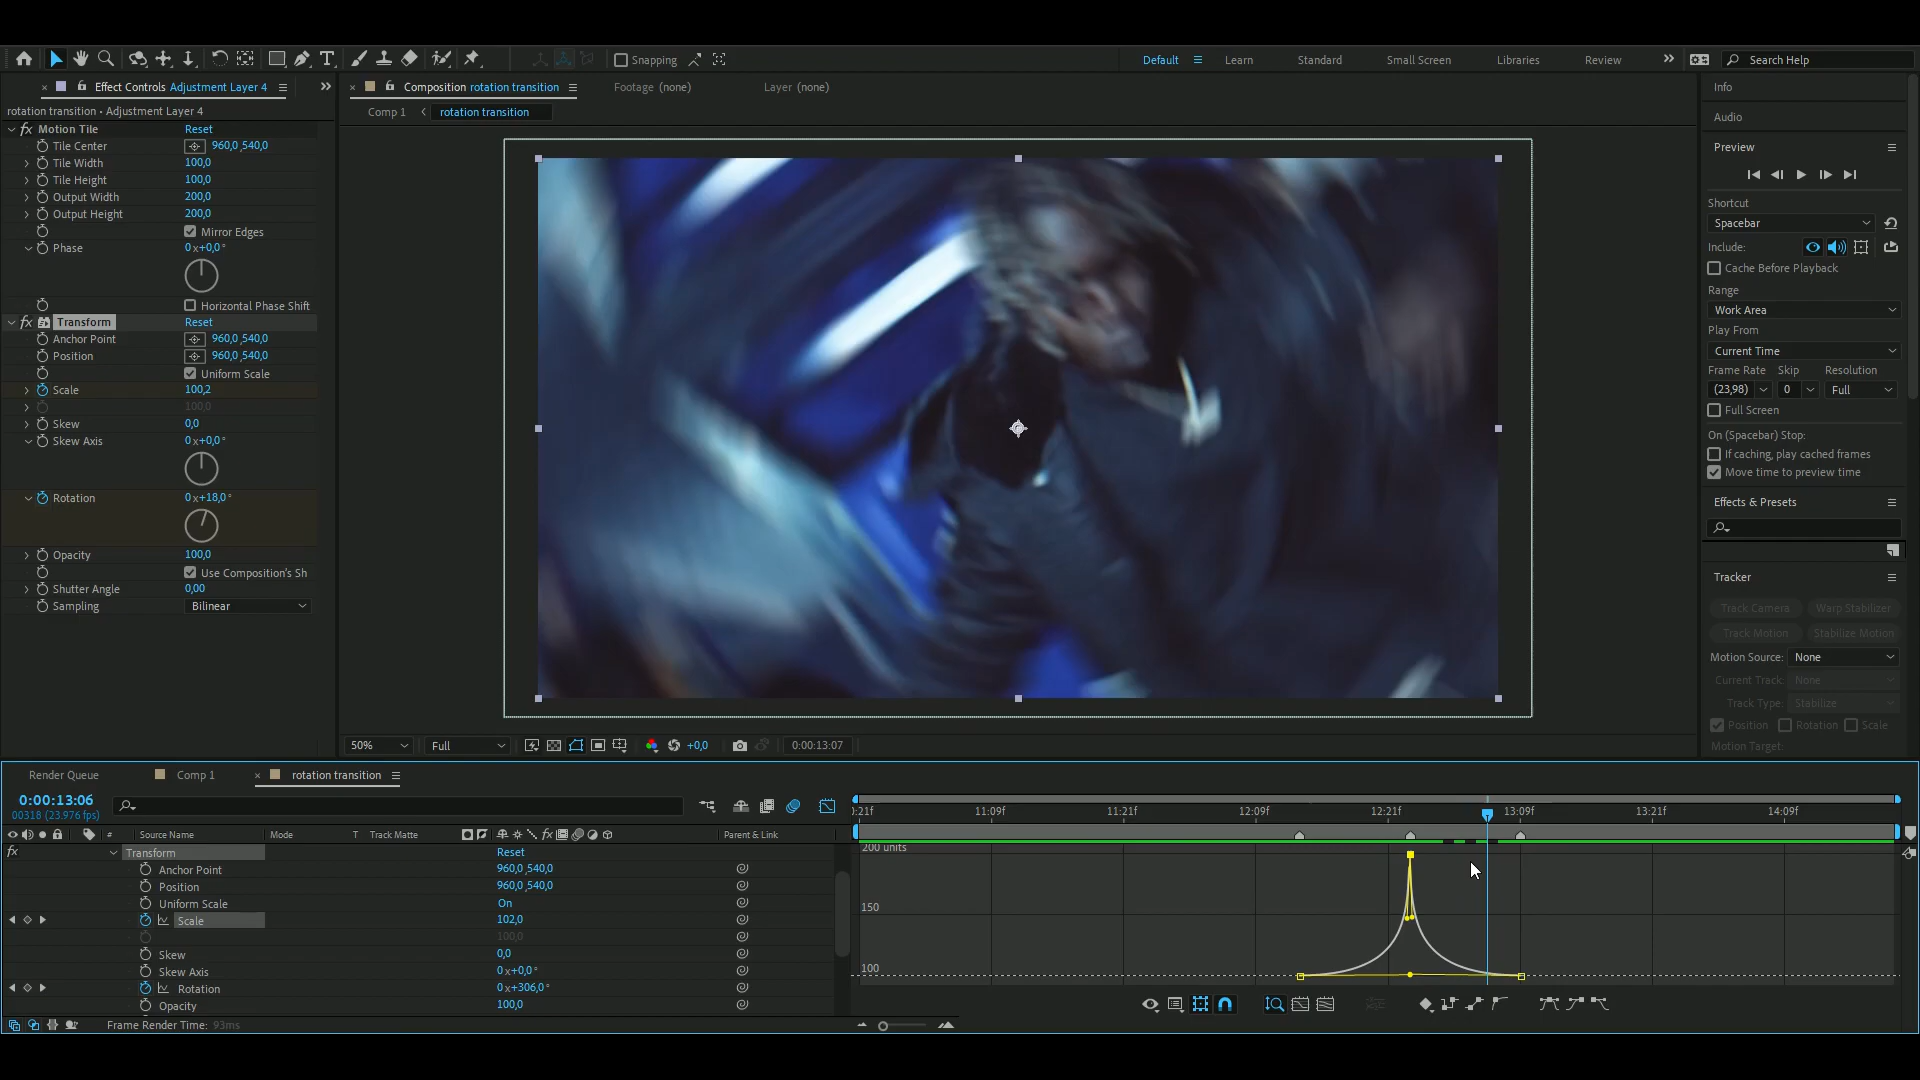 Snapping
Default
Learn
Standard
Small Screen
Libraries
Review
Search Help
Effect Controls Adjustment Layer 4
rotation transition • Adjustment Layer 4
fx Motion Tile Reset
Tile Center 960,0 ,540,0
Tile Width 100,0
Tile Height 100,0
Output Width 200,0
Output Height 200,0
Mirror Edges
Phase 0 x+0,0°
Horizontal Phase Shift
fx Transform Reset
Anchor Point 960,0 ,540,0
Position 960,0 ,540,0
Uniform Scale
Scale 100,2
100,0
Skew 0,0
Skew Axis 0 x+0,0°
Rotation 0 x+18,0°
Opacity 100,0
Use Composition's Sh
Shutter Angle 0,00
Sampling Bilinear
Composition rotation transition
Footage (none)
Layer (none)
Comp 1
rotation transition
50%
Full
+0,0
0:00:13:07
Info
Audio
Preview
Shortcut
Spacebar
Include:
Cache Before Playback
Range
Work Area
Play From
Current Time
Frame Rate Skip Resolution
(23,98) 0 Full
Full Screen
On (Spacebar) Stop:
If caching, play cached frames
Move time to preview time
Effects & Presets
Tracker
Track Camera Warp Stabilizer
Track Motion Stabilize Motion
Motion Source: None
Current Track: None
Track Type: Stabilize
Position Rotation Scale
Motion Target:
Render Queue
Comp 1
rotation transition
0:00:13:06
00318 (23.976 fps)
# Source Name Mode T Track Matte fx Parent & Link
fx Transform Reset
Anchor Point 960,0 ,540,0
Position 960,0 ,540,0
Uniform Scale On
Scale 102,0
100,0
Skew 0,0
Skew Axis 0 x+0,0°
Rotation 0 x+306,0°
Opacity 100,0
Frame Render Time: 93ms
:21f 11:09f 11:21f 12:09f 12:21f 13:09f 13:21f 14:09f
200 units
150
100